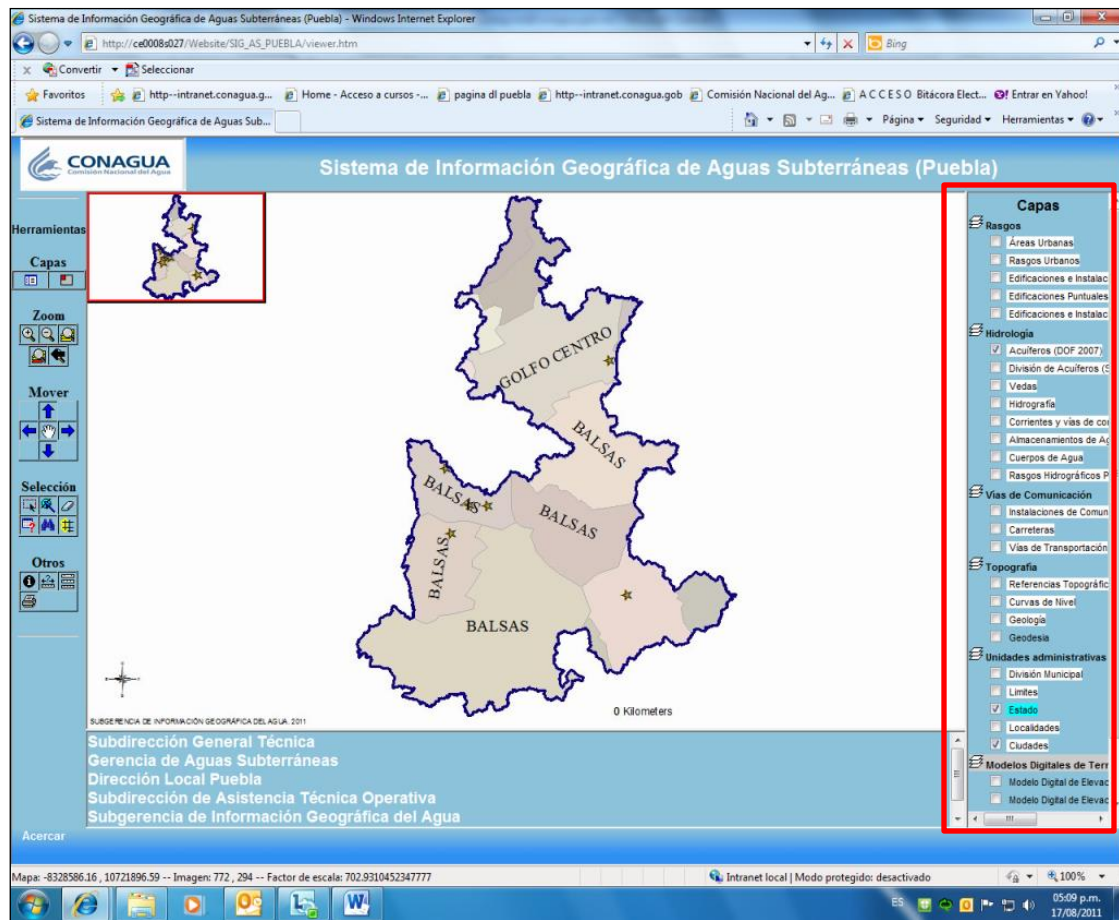 Sistema de Información Geográfica de Aguas Subterráneas (Puebla) - Windows Internet Explorer
http://ce0008s027/Website/SIG_AS_PUEBLA/viewer.htm
Bing
x Convertir Seleccionar
Favoritos http--intranet.conagua.g... Home - Acceso a cursos -... pagina dl puebla http--intranet.conagua.gob Comisión Nacional del Ag... A C C E S O Bitácora Elect... Entrar en Yahoo!
Sistema de Información Geográfica de Aguas Sub... Página Seguridad Herramientas
CONAGUA
Comisión Nacional del Agua
Sistema de Información Geográfica de Aguas Subterráneas (Puebla)
Herramientas
Capas
Zoom
Mover
Selección
Otros
GOLFO CENTRO
BALSAS
BALSAS
BALSAS
BALSAS
BALSAS
0 Kilometers
SUBGERENCIA DE INFORMACIÓN GEOGRÁFICA DEL AGUA. 2011
Capas
Rasgos
Áreas Urbanas
Rasgos Urbanos
Edificaciones e Instalac
Edificaciones Puntuales
Edificaciones e Instalac
Hidrología
Acuíferos (DOF 2007)
División de Acuíferos (S
Vedas
Hidrografía
Corrientes y vías de co
Almacenamientos de Ag
Cuerpos de Agua
Rasgos Hidrográficos P
Vias de Comunicación
Instalaciones de Comun
Carreteras
Vías de Transportación
Topografia
Referencias Topográfic
Curvas de Nivel
Geología
Geodesia
Unidades administrativas
División Municipal
Limites
Estado
Localidades
Ciudades
Modelos Digitales de Terr
Modelo Digital de Elevac
Modelo Digital de Elevac
Subdirección General Técnica
Gerencia de Aguas Subterráneas
Dirección Local Puebla
Subdirección de Asistencia Técnica Operativa
Subgerencia de Información Geográfica del Agua
Acercar
Mapa: -8328586.16 , 10721896.59 -- Imagen: 772 , 294 -- Factor de escala: 702.9310452347777
Intranet local | Modo protegido: desactivado
100%
ES
05:09 p.m.
17/08/2011